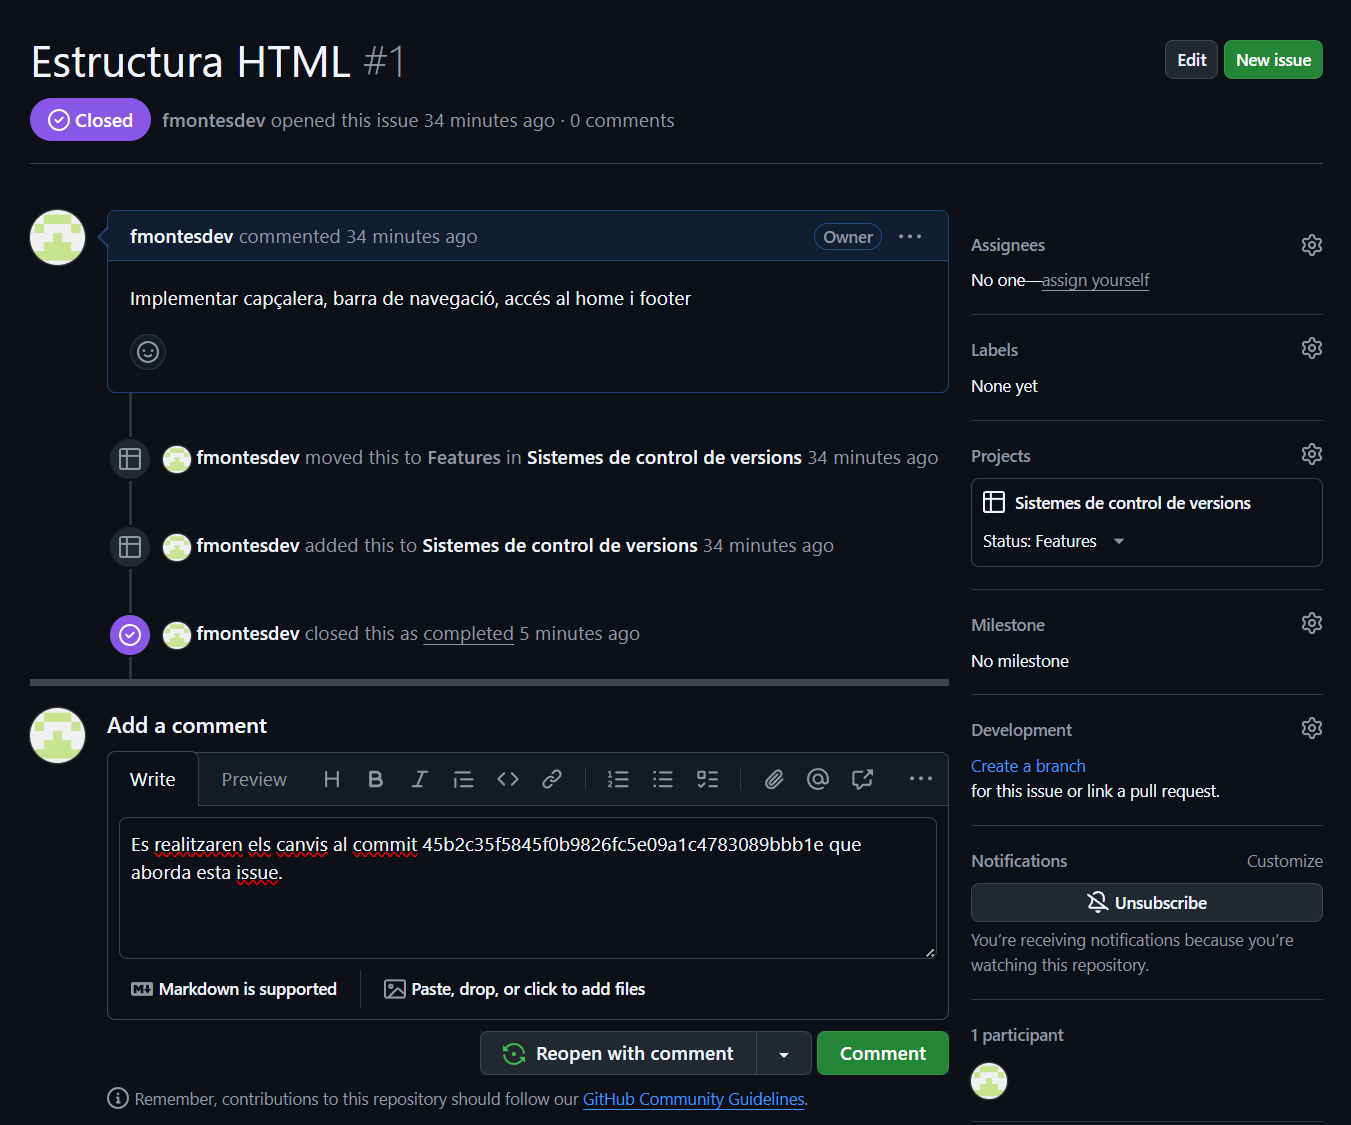 Estructura HTML #1
Edit
New issue
Closed
fmontesdev opened this issue 34 minutes ago · 0 comments
fmontesdev commented 34 minutes ago
Owner
Implementar capçalera, barra de navegació, accés al home i footer
fmontesdev moved this to Features in Sistemes de control de versions 34 minutes ago
fmontesdev added this to Sistemes de control de versions 34 minutes ago
fmontesdev closed this as completed 5 minutes ago
Add a comment
Write
Preview
Es realitzaren els canvis al commit 45b2c35f5845f0b9826fc5e09a1c4783089bbb1e que
aborda esta issue.
Markdown is supported
Paste, drop, or click to add files
Reopen with comment
Comment
Remember, contributions to this repository should follow our GitHub Community Guidelines.
Assignees
No one—assign yourself
Labels
None yet
Projects
Sistemes de control de versions
Status: Features
Milestone
No milestone
Development
Create a branch
for this issue or link a pull request.
Notifications
Customize
Unsubscribe
You’re receiving notifications because you’re
watching this repository.
1 participant